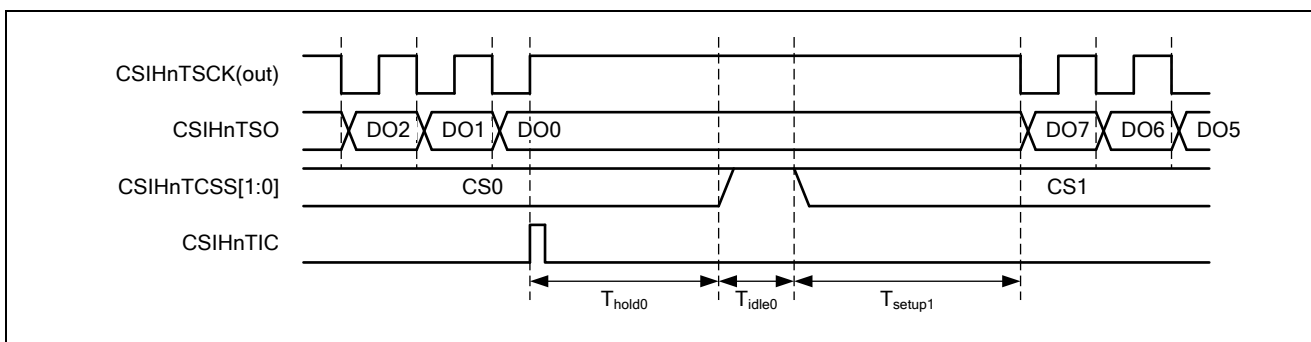 CSIHnTSCK(out)
CSIHnTSO DO2 DO1 DO0 DO7 DO6 DO5
CSIHnTCSS[1:0] CS0 CS1
CSIHnTIC
Thold0 Tidle0 Tsetup1